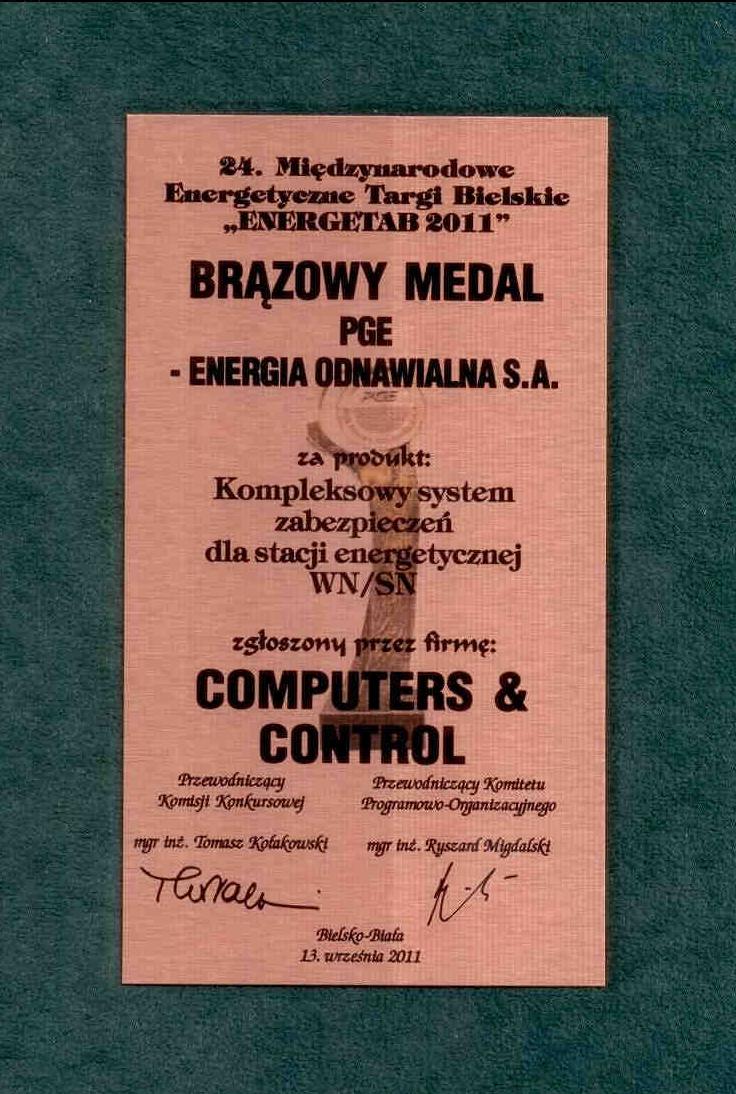 24. Międzynarodowe
Energetyczne Targi Bielskie
„ENERGETAB 2011”
BRĄZOWY MEDAL
PGE
- ENERGIA ODNAWIALNA S.A.
PGE
za produkt:
Kompleksowy system
zabezpieczeń
dla stacji energetycznej
WN/SN
zgłoszony przez firmę:
COMPUTERS &
CONTROL
Przewodniczący
Komisji Konkursowej
mgr inż. Tomasz Kołakowski
Przewodniczący Komitetu
Programowo-Organizacyjnego
mgr inż. Ryszard Migdalski
Bielsko-Biała
13. września 2011